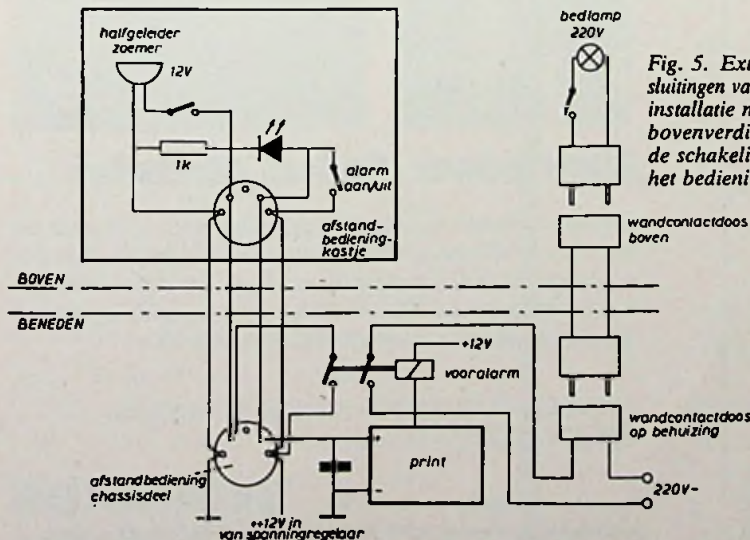 halfgeleider
zoemer
12V
1k
alarm
aan/uit
afstand-
bediening-
kastje
bedlamp
220V
Fig. 5. Ext
sluitingen va
installatie n
bovenverdi
de schakeli
het bedieni
wandcontactdoos
boven
BOVEN
BENEDEN
+12V
vooralarm
+
print
-
wandcontactdoos
op behuizing
220V~
afstandbediening
chassisdeel
++12V in
van spanningregelaar